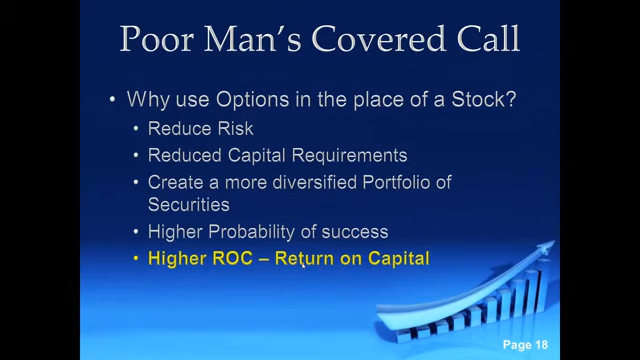 Poor Man's Covered Call
• Why use Options in the place of a Stock?
• Reduce Risk
• Reduced Capital Requirements
• Create a more diversified Portfolio of
Securities
• Higher Probability of success
• Higher ROC – Return on Capital
Page 18